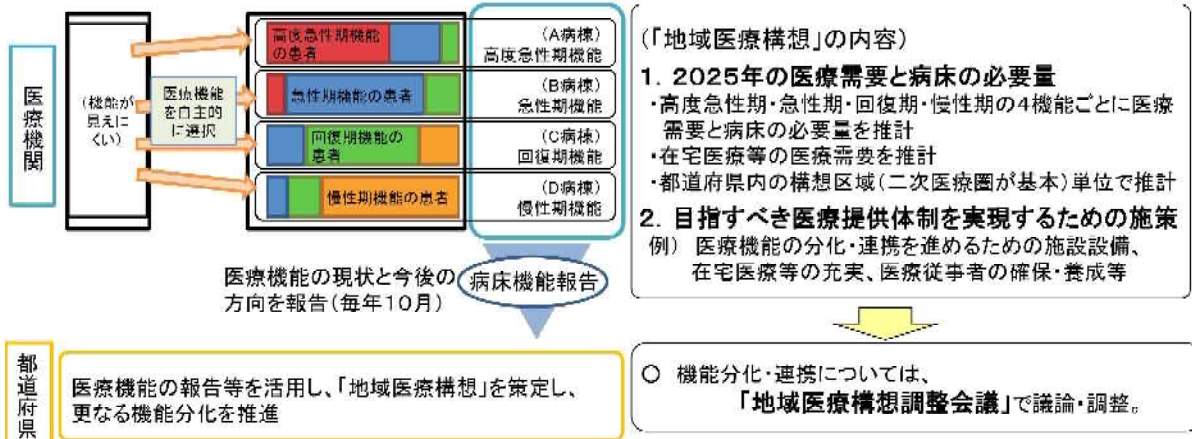 医療機関
(機能が
見えに
くい)
医療機能
を自主的
に選択
高度急性期機能
の患者
(A病棟)
高度急性期機能
急性期機能の患者
(B病棟)
急性期機能
回復期機能の
患者
(C病棟)
回復期機能
慢性期機能の患者
(D病棟)
慢性期機能
医療機能の現状と今後の
方向を報告(毎年10月)
病床機能報告
都道府県
医療機能の報告等を活用し、「地域医療構想」を策定し、
更なる機能分化を推進
(「地域医療構想」の内容)
1. 2025年の医療需要と病床の必要量
・高度急性期・急性期・回復期・慢性期の4機能ごとに医療
需要と病床の必要量を推計
・在宅医療等の医療需要を推計
・都道府県内の構想区域(二次医療圏が基本)単位で推計
2. 目指すべき医療提供体制を実現するための施策
例) 医療機能の分化・連携を進めるための施設設備、
在宅医療等の充実、医療従事者の確保・養成等
○ 機能分化・連携については、
「地域医療構想調整会議」で議論・調整。